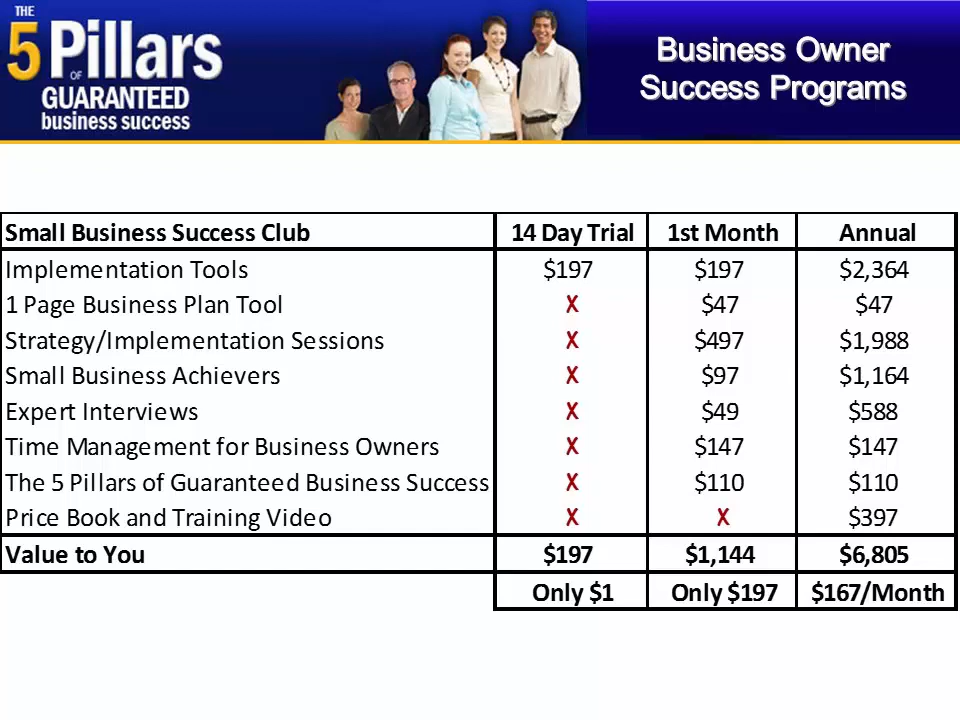 THE
5 Pillars
OF
GUARANTEED
business success
Business Owner
Success Programs
Small Business Success Club 14 Day Trial 1st Month Annual
Implementation Tools $197 $197 $2,364
1 Page Business Plan Tool X $47 $47
Strategy/Implementation Sessions X $497 $1,988
Small Business Achievers X $97 $1,164
Expert Interviews X $49 $588
Time Management for Business Owners X $147 $147
The 5 Pillars of Guaranteed Business Success X $110 $110
Price Book and Training Video X X $397
Value to You $197 $1,144 $6,805
Only $1 Only $197 $167/Month